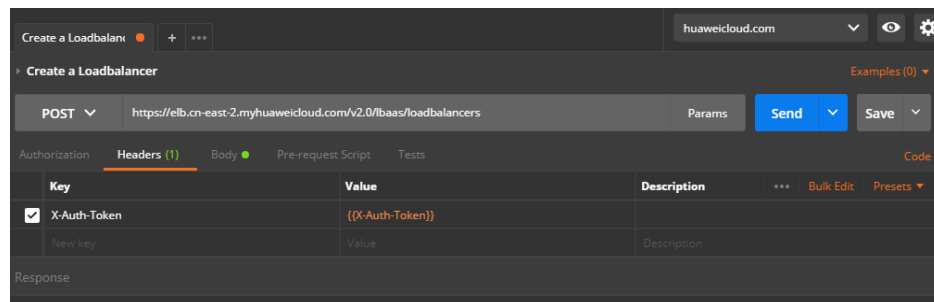 Create a Loadbalan
+
•••
huaweicloud.com
Create a Loadbalancer
Examples (0)
POST
https://elb.cn-east-2.myhuaweicloud.com/v2.0/lbaas/loadbalancers
Params
Send
Save
Authorization
Headers (1)
Body
Pre-request Script
Tests
Code
Key
Value
Description
•••
Bulk Edit
Presets
X-Auth-Token
{{X-Auth-Token}}
New key
Value
Description
Response